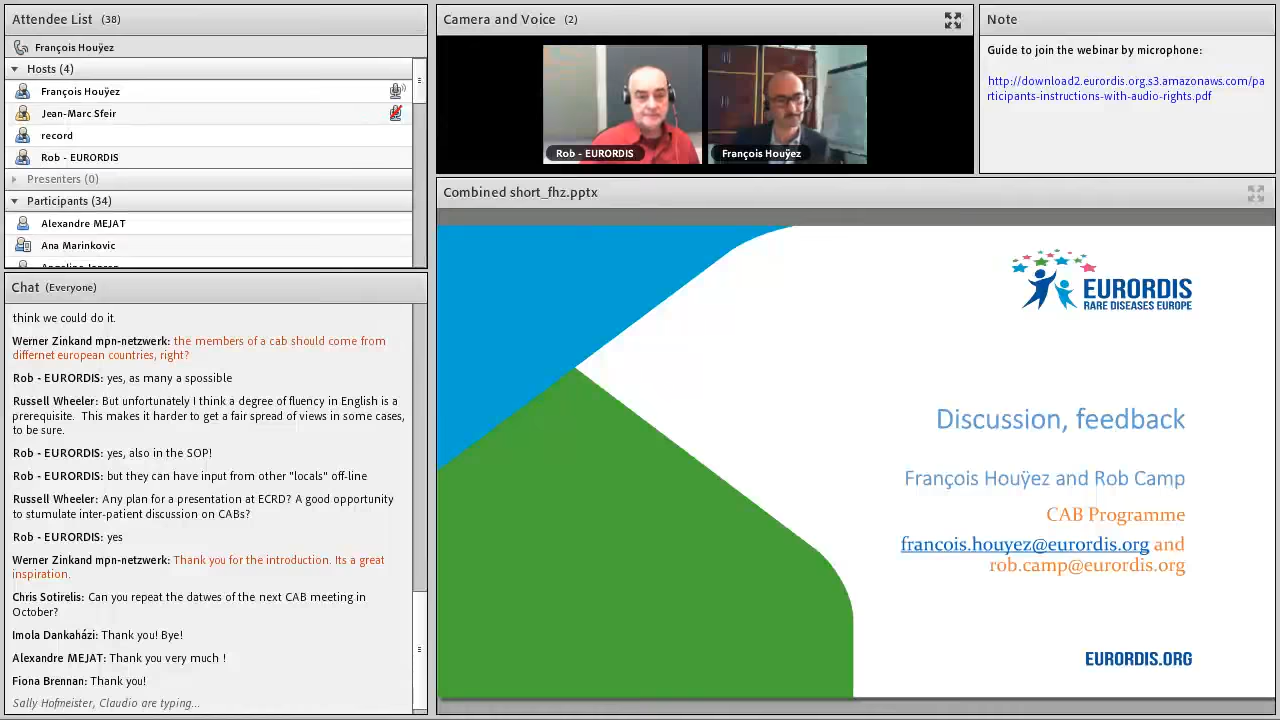 Attendee List (38)
François Houÿez
Hosts (4)
François Houÿez
Jean-Marc Sfeir
record
Rob - EURORDIS
Presenters (0)
Participants (34)
Alexandre MEJAT
Ana Marinkovic
Chat (Everyone)
think we could do it.
Werner Zinkand mpn-netzwerk: the members of a cab should come from
differnet european countries, right?
Rob - EURORDIS: yes, as many a spossible
Russell Wheeler: But unfortunately I think a degree of fluency in English is a
prerequisite. This makes it harder to get a fair spread of views in some cases,
to be sure.
Rob - EURORDIS: yes, also in the SOP!
Rob - EURORDIS: but they can have input from other "locals" off-line
Russell Wheeler: Any plan for a presentation at ECRD? A good opportunity
to stumulate inter-patient discussion on CABs?
Rob - EURORDIS: yes
Werner Zinkand mpn-netzwerk: Thank you for the introduction. Its a great
inspiration.
Chris Sotirelis: Can you repeat the datwes of the next CAB meeting in
October?
Imola Dankaházi: Thank you! Bye!
Alexandre MEJAT: Thank you very much !
Fiona Brennan: Thank you!
Sally Hofmeister, Claudio are typing...
Camera and Voice (2)
Rob - EURORDIS
François Houÿez
Note
Guide to join the webinar by microphone:
http://download2.eurordis.org.s3.amazonaws.com/pa
rticipants-instructions-with-audio-rights.pdf
Combined short_fhz.pptx
EURORDIS
RARE DISEASES EUROPE
Discussion, feedback
François Houÿez and Rob Camp
CAB Programme
francois.houyez@eurordis.org and
rob.camp@eurordis.org
EURORDIS.ORG